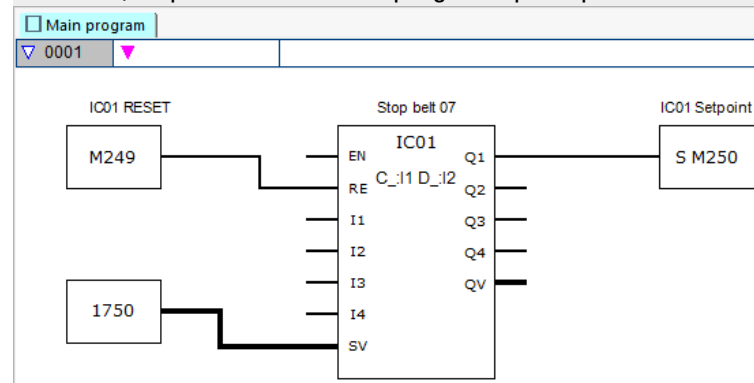 Main program
0001
IC01 RESET
Stop belt 07
IC01 Setpoint
M249
IC01
S M250
EN
Q1
C_:I1 D_:I2
RE
Q2
I1
Q3
I2
Q4
I3
QV
1750
I4
SV